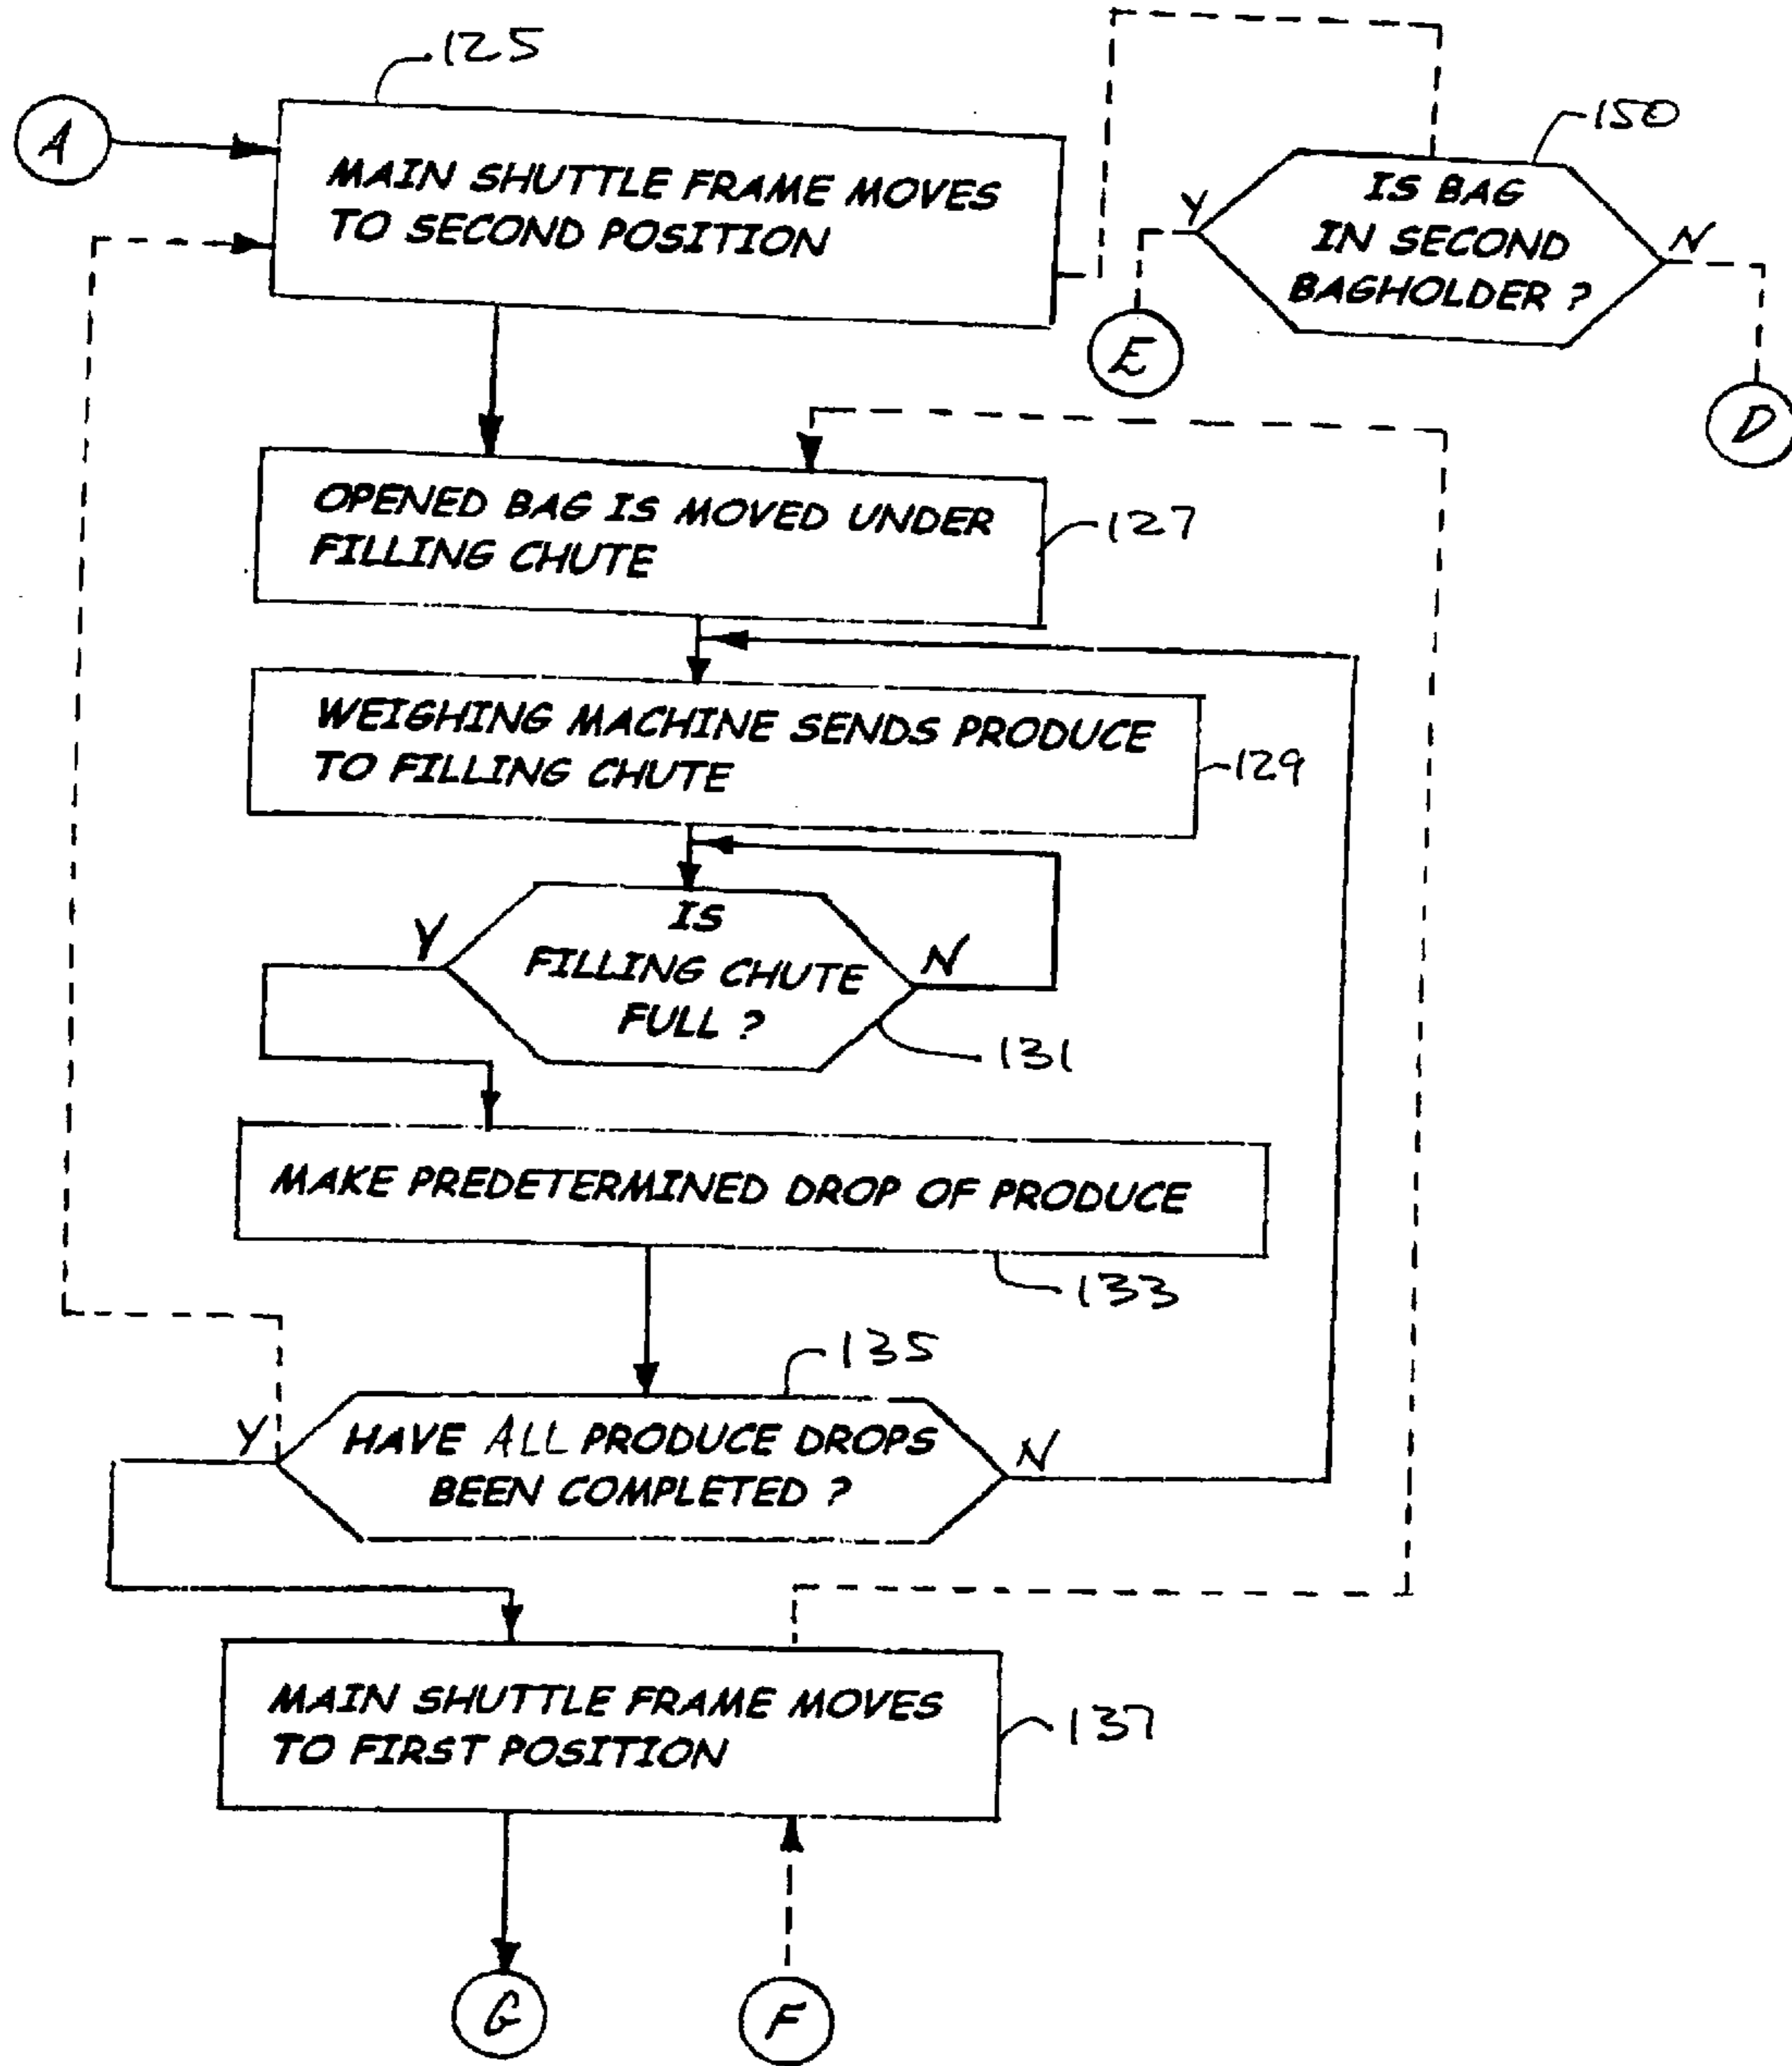 125
A
MAIN SHUTTLE FRAME MOVES
TO SECOND POSITION
150
Y
IS BAG
IN SECOND
BAGHOLDER ?
N
E
D
OPENED BAG IS MOVED UNDER
FILLING CHUTE
127
WEIGHING MACHINE SENDS PRODUCE
TO FILLING CHUTE
129
Y
IS
FILLING CHUTE
FULL ?
N
131
MAKE PREDETERMINED DROP OF PRODUCE
133
135
Y
HAVE ALL PRODUCE DROPS
BEEN COMPLETED ?
N
MAIN SHUTTLE FRAME MOVES
TO FIRST POSITION
137
G
F